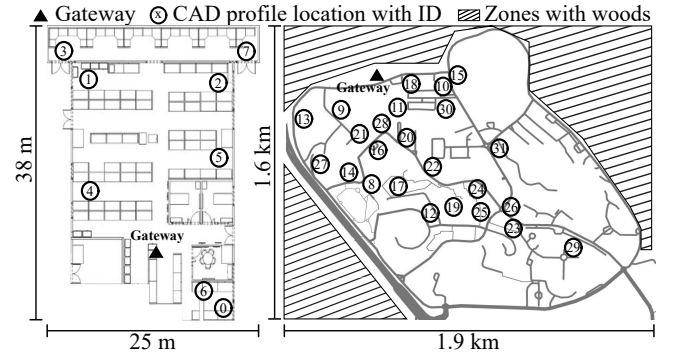 ▲ Gateway ⓧ CAD profile location with ID Zones with woods
3 7
1 2
5
4
Gateway
6
0
38 m
25 m
Gateway
18 10 15
9 11 30
13 28
21 20 31
16
27 14 22
8 17 24
12 19 25 26
23
29
1.6 km
1.9 km